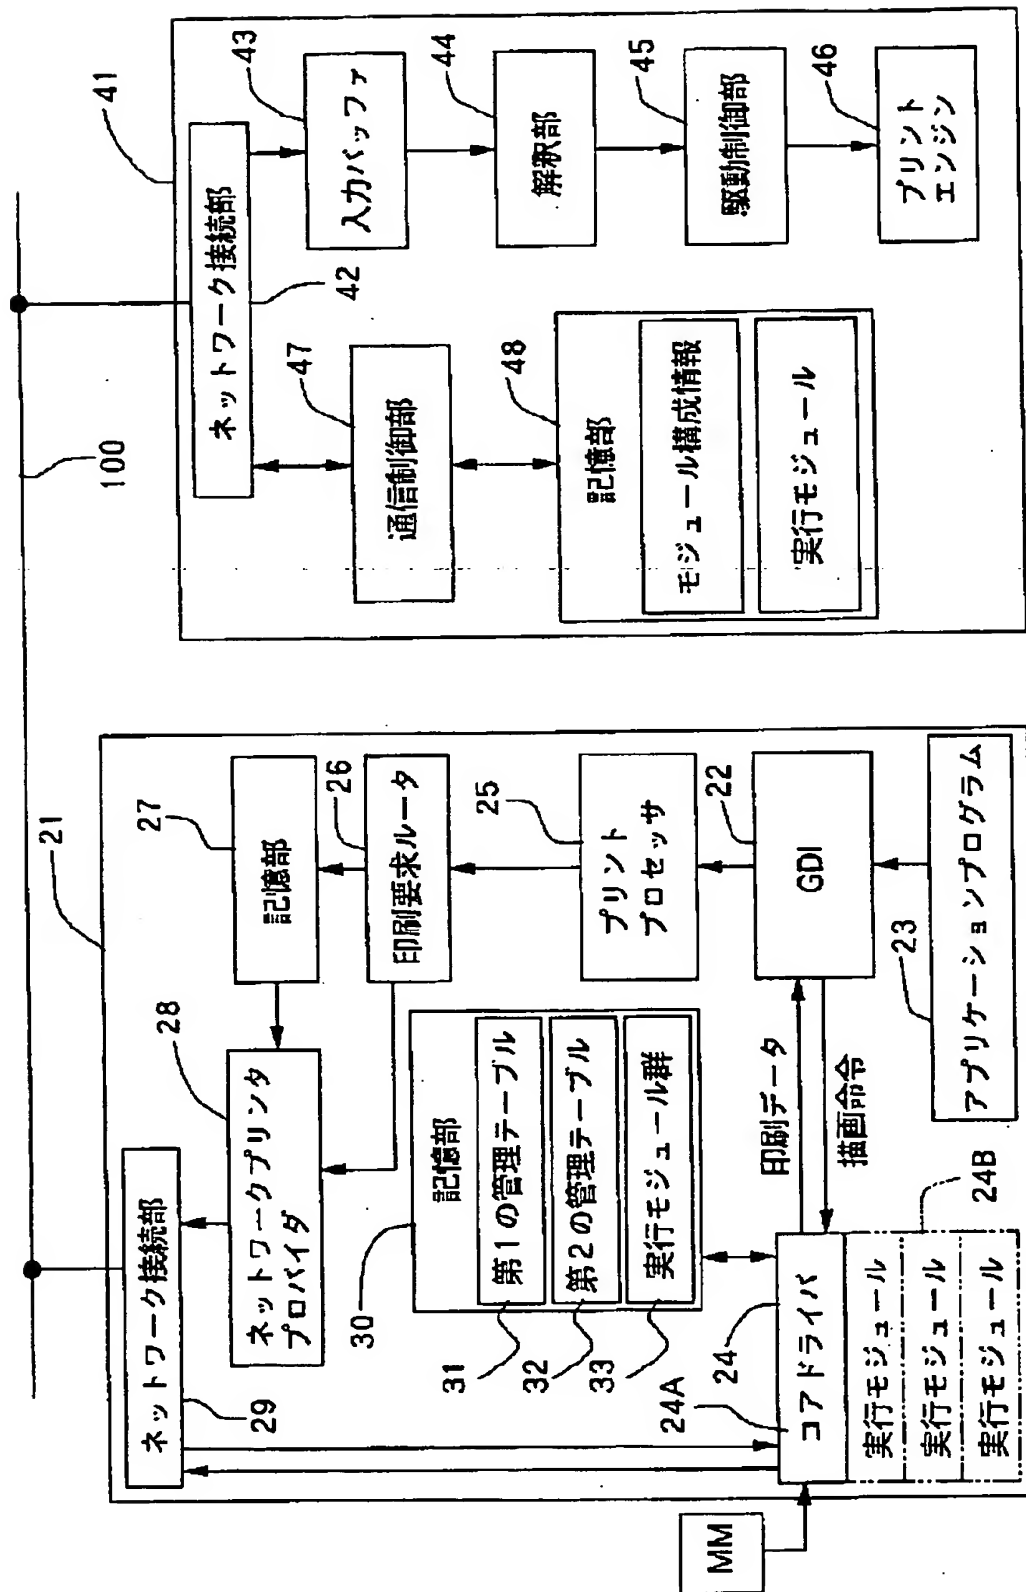 100
21
ネットワーク接続部
29
ネットワークプリンタ
プロバイダ
28
記憶部
27
印刷要求ルータ
26
記憶部
30
第1の管理テーブル
31
第2の管理テーブル
32
実行モジュール群
33
プリント
プロセッサ
25
GDI
22
印刷データ
描画命令
アプリケーションプログラム
23
コアドライバ
24A
24
実行モジュール
実行モジュール
実行モジュール
24B
MM
41
ネットワーク接続部
42
入力バッファ
43
解釈部
44
駆動制御部
45
プリント
エンジン
46
通信制御部
47
記憶部
48
モジュール構成情報
実行モジュール